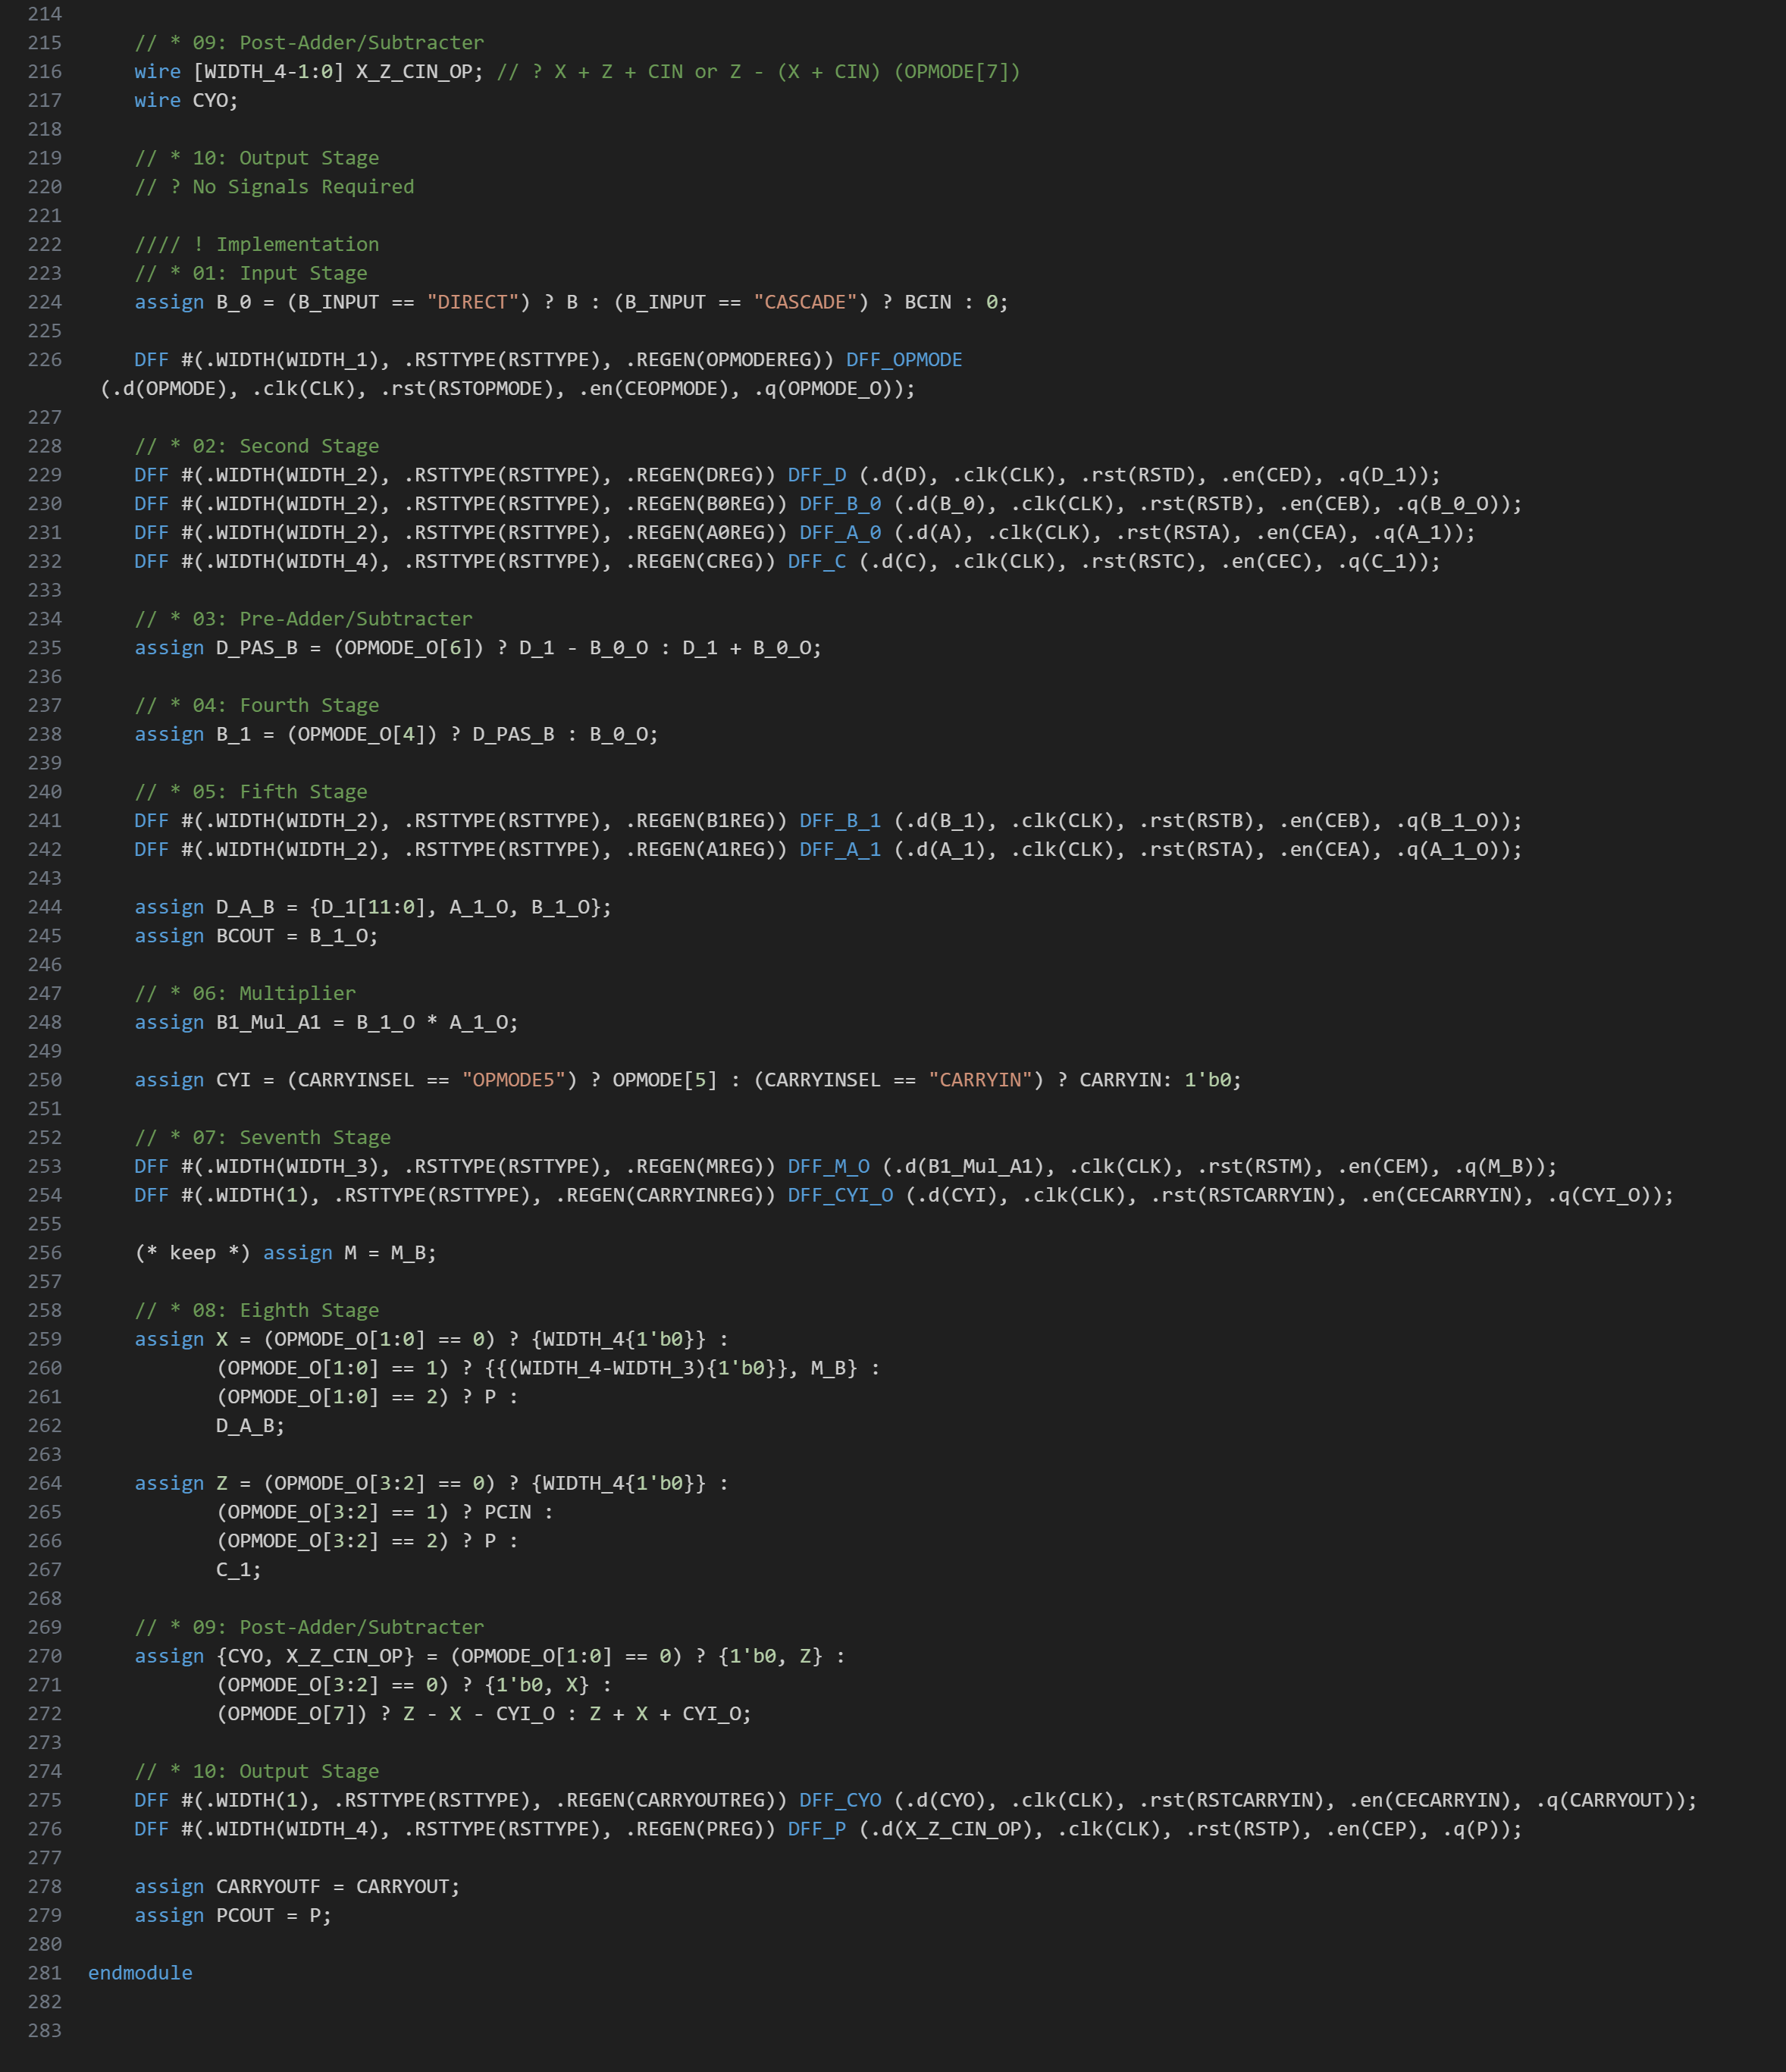 214
215 // * 09: Post-Adder/Subtracter
216 wire [WIDTH_4-1:0] X_Z_CIN_OP; // ? X + Z + CIN or Z - (X + CIN) (OPMODE[7])
217 wire CYO;
218
219 // * 10: Output Stage
220 // ? No Signals Required
221
222 //// ! Implementation
223 // * 01: Input Stage
224 assign B_0 = (B_INPUT == "DIRECT") ? B : (B_INPUT == "CASCADE") ? BCIN : 0;
225
226 DFF #(.WIDTH(WIDTH_1), .RSTTYPE(RSTTYPE), .REGEN(OPMODEREG)) DFF_OPMODE
(.d(OPMODE), .clk(CLK), .rst(RSTOPMODE), .en(CEOPMODE), .q(OPMODE_O));
227
228 // * 02: Second Stage
229 DFF #(.WIDTH(WIDTH_2), .RSTTYPE(RSTTYPE), .REGEN(DREG)) DFF_D (.d(D), .clk(CLK), .rst(RSTD), .en(CED), .q(D_1));
230 DFF #(.WIDTH(WIDTH_2), .RSTTYPE(RSTTYPE), .REGEN(B0REG)) DFF_B_0 (.d(B_0), .clk(CLK), .rst(RSTB), .en(CEB), .q(B_0_O));
231 DFF #(.WIDTH(WIDTH_2), .RSTTYPE(RSTTYPE), .REGEN(A0REG)) DFF_A_0 (.d(A), .clk(CLK), .rst(RSTA), .en(CEA), .q(A_1));
232 DFF #(.WIDTH(WIDTH_4), .RSTTYPE(RSTTYPE), .REGEN(CREG)) DFF_C (.d(C), .clk(CLK), .rst(RSTC), .en(CEC), .q(C_1));
233
234 // * 03: Pre-Adder/Subtracter
235 assign D_PAS_B = (OPMODE_O[6]) ? D_1 - B_0_O : D_1 + B_0_O;
236
237 // * 04: Fourth Stage
238 assign B_1 = (OPMODE_O[4]) ? D_PAS_B : B_0_O;
239
240 // * 05: Fifth Stage
241 DFF #(.WIDTH(WIDTH_2), .RSTTYPE(RSTTYPE), .REGEN(B1REG)) DFF_B_1 (.d(B_1), .clk(CLK), .rst(RSTB), .en(CEB), .q(B_1_O));
242 DFF #(.WIDTH(WIDTH_2), .RSTTYPE(RSTTYPE), .REGEN(A1REG)) DFF_A_1 (.d(A_1), .clk(CLK), .rst(RSTA), .en(CEA), .q(A_1_O));
243
244 assign D_A_B = {D_1[11:0], A_1_O, B_1_O};
245 assign BCOUT = B_1_O;
246
247 // * 06: Multiplier
248 assign B1_Mul_A1 = B_1_O * A_1_O;
249
250 assign CYI = (CARRYINSEL == "OPMODE5") ? OPMODE[5] : (CARRYINSEL == "CARRYIN") ? CARRYIN: 1'b0;
251
252 // * 07: Seventh Stage
253 DFF #(.WIDTH(WIDTH_3), .RSTTYPE(RSTTYPE), .REGEN(MREG)) DFF_M_O (.d(B1_Mul_A1), .clk(CLK), .rst(RSTM), .en(CEM), .q(M_B));
254 DFF #(.WIDTH(1), .RSTTYPE(RSTTYPE), .REGEN(CARRYINREG)) DFF_CYI_O (.d(CYI), .clk(CLK), .rst(RSTCARRYIN), .en(CECARRYIN), .q(CYI_O));
255
256 (* keep *) assign M = M_B;
257
258 // * 08: Eighth Stage
259 assign X = (OPMODE_O[1:0] == 0) ? {WIDTH_4{1'b0}} :
260 (OPMODE_O[1:0] == 1) ? {{(WIDTH_4-WIDTH_3){1'b0}}, M_B} :
261 (OPMODE_O[1:0] == 2) ? P :
262 D_A_B;
263
264 assign Z = (OPMODE_O[3:2] == 0) ? {WIDTH_4{1'b0}} :
265 (OPMODE_O[3:2] == 1) ? PCIN :
266 (OPMODE_O[3:2] == 2) ? P :
267 C_1;
268
269 // * 09: Post-Adder/Subtracter
270 assign {CYO, X_Z_CIN_OP} = (OPMODE_O[1:0] == 0) ? {1'b0, Z} :
271 (OPMODE_O[3:2] == 0) ? {1'b0, X} :
272 (OPMODE_O[7]) ? Z - X - CYI_O : Z + X + CYI_O;
273
274 // * 10: Output Stage
275 DFF #(.WIDTH(1), .RSTTYPE(RSTTYPE), .REGEN(CARRYOUTREG)) DFF_CYO (.d(CYO), .clk(CLK), .rst(RSTCARRYIN), .en(CECARRYIN), .q(CARRYOUT));
276 DFF #(.WIDTH(WIDTH_4), .RSTTYPE(RSTTYPE), .REGEN(PREG)) DFF_P (.d(X_Z_CIN_OP), .clk(CLK), .rst(RSTP), .en(CEP), .q(P));
277
278 assign CARRYOUTF = CARRYOUT;
279 assign PCOUT = P;
280
281 endmodule
282
283